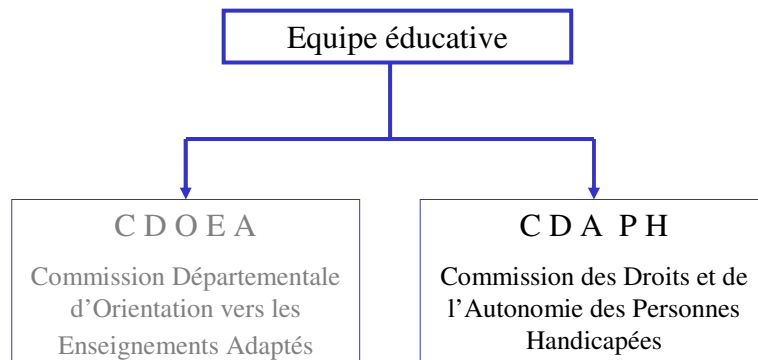 Equipe éducative
C D O E A
Commission Départementale
d’Orientation vers les
Enseignements Adaptés
C D A P H
Commission des Droits et de
l’Autonomie des Personnes
Handicapées